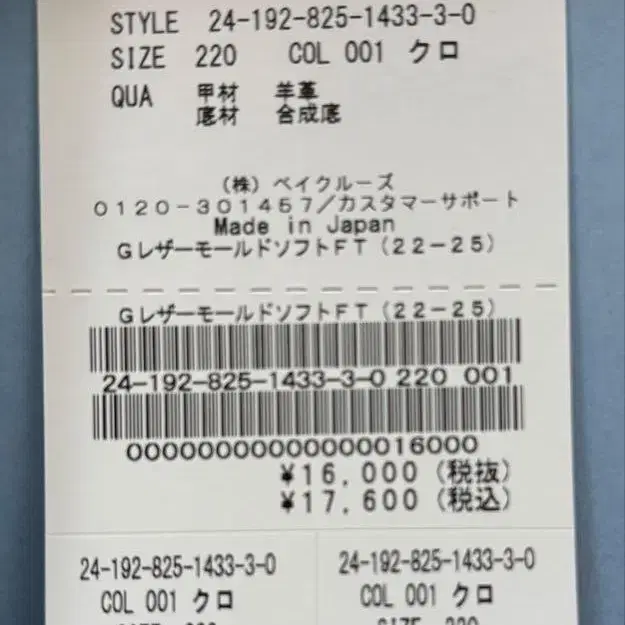 STYLE 24-192-825-1433-3-0
SIZE 220 COL 001 クロ
QUA 甲材 羊革
底材 合成底
(株) ベイクルーズ
0120-301457/カスタマーサポート
Made in Japan
GレザーモールドソフトFT(22-25)
GレザーモールドソフトFT(22-25)
24-192-825-1433-3-0 220 001
00000000000000016000
¥16,000(税抜)
¥17,600(税込)
24-192-825-1433-3-0
COL 001 クロ
24-192-825-1433-3-0
COL 001 クロ